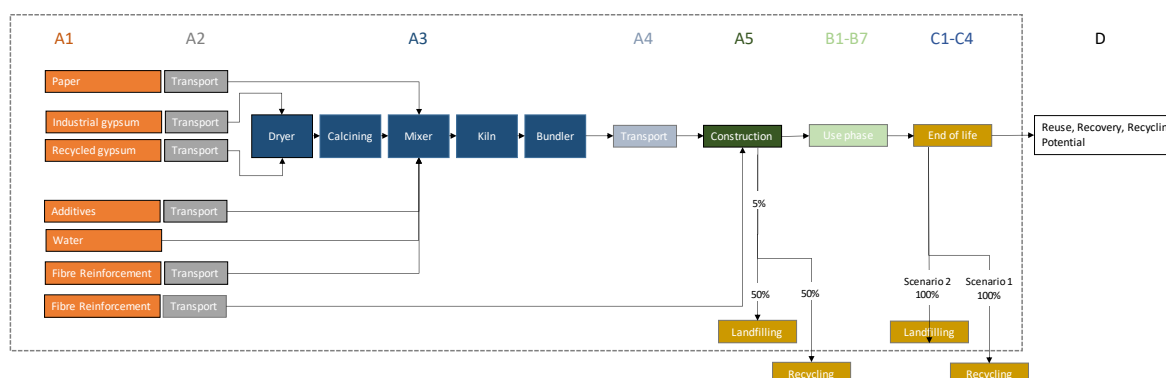 A1 A2 A3 A4 A5 B1-B7 C1-C4 D
Paper Transport
Industrial gypsum Transport
Dryer Calcining Mixer Kiln Bundler Transport Construction Use phase End of life
Reuse, Recovery, Recyclin
Potential
Recycled gypsum Transport
Additives Transport
5%
Water
Fibre Reinforcement Transport
50% 50%
Scenario 2
100%
Scenario 1
100%
Fibre Reinforcement Transport
Landfilling Landfilling
Recycling Recycling